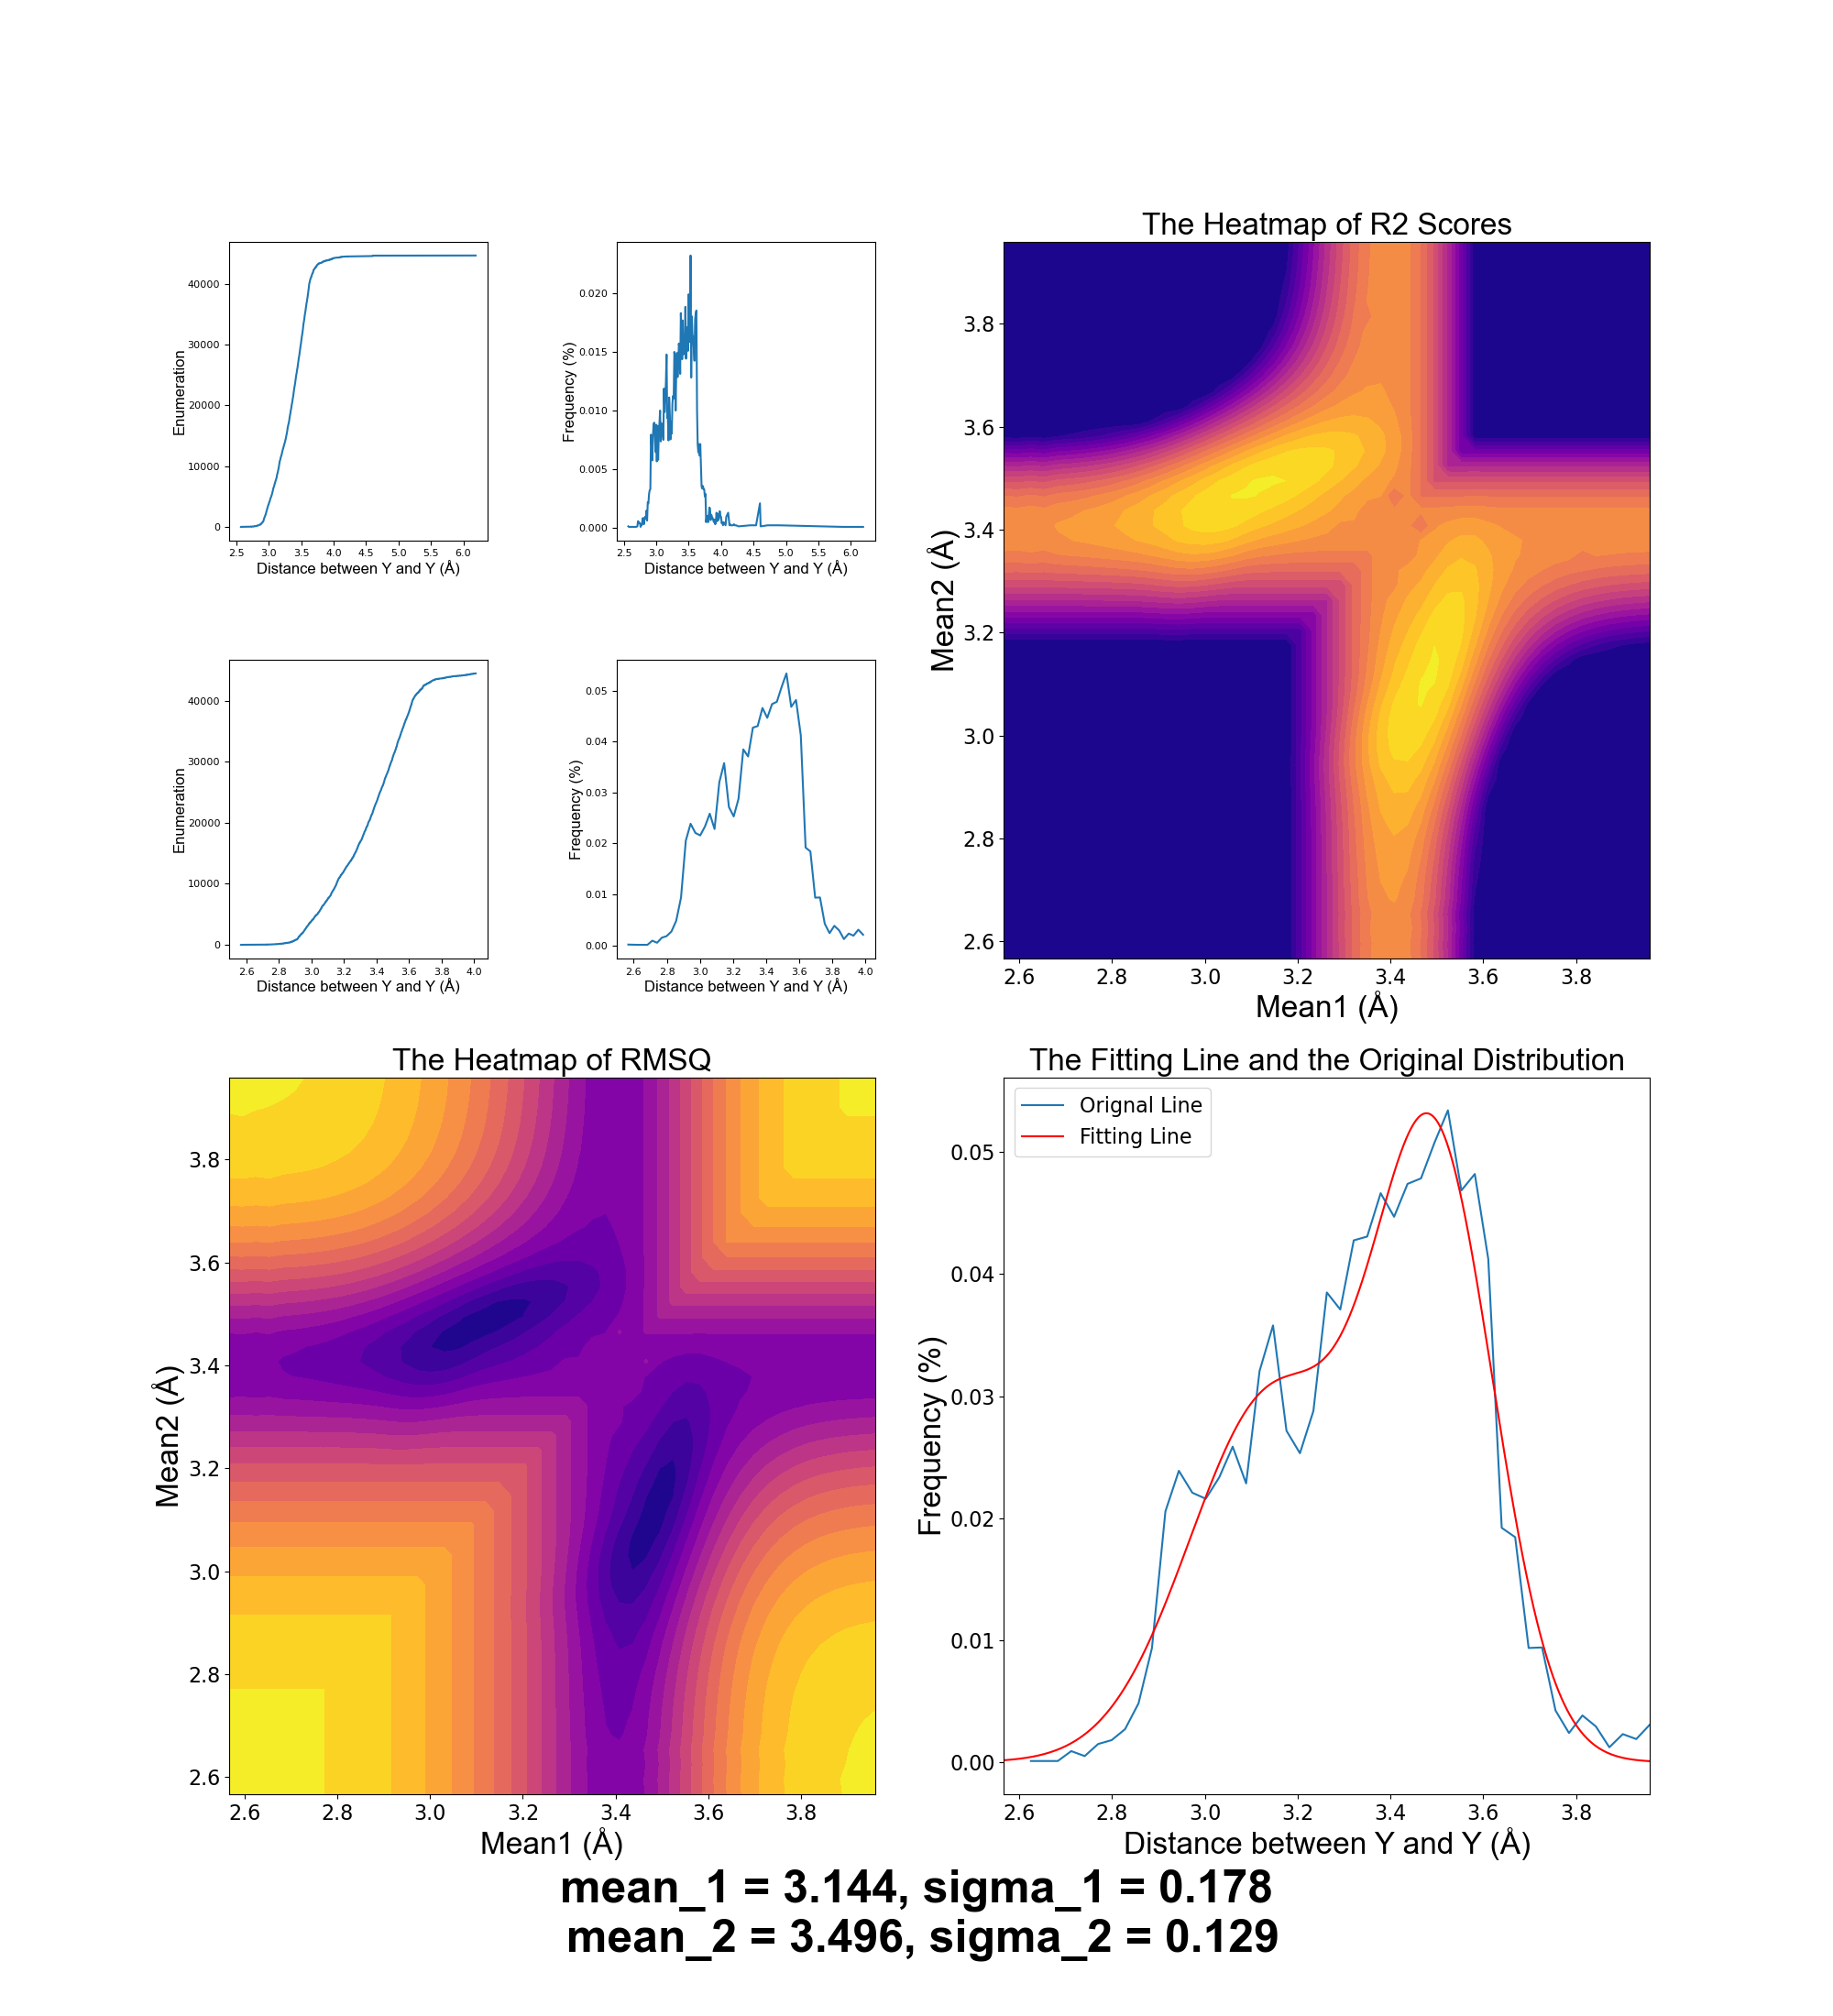 The Heatmap of R2 Scores
Enumeration
40000
30000
20000
10000
0
2.5 3.0 3.5 4.0 4.5 5.0 5.5 6.0
Distance between Y and Y (Å)
Frequency (%)
0.020
0.015
0.010
0.005
0.000
2.5 3.0 3.5 4.0 4.5 5.0 5.5 6.0
Distance between Y and Y (Å)
Enumeration
40000
30000
20000
10000
0
2.6 2.8 3.0 3.2 3.4 3.6 3.8 4.0
Distance between Y and Y (Å)
Frequency (%)
0.05
0.04
0.03
0.02
0.01
0.00
2.6 2.8 3.0 3.2 3.4 3.6 3.8 4.0
Distance between Y and Y (Å)
Mean2 (Å)
3.8
3.6
3.4
3.2
3.0
2.8
2.6
2.6 2.8 3.0 3.2 3.4 3.6 3.8
Mean1 (Å)
The Heatmap of RMSQ
Mean2 (Å)
3.8
3.6
3.4
3.2
3.0
2.8
2.6
2.6 2.8 3.0 3.2 3.4 3.6 3.8
Mean1 (Å)
The Fitting Line and the Original Distribution
Orignal Line
Fitting Line
Frequency (%)
0.05
0.04
0.03
0.02
0.01
0.00
2.6 2.8 3.0 3.2 3.4 3.6 3.8
Distance between Y and Y (Å)
mean_1 = 3.144, sigma_1 = 0.178
mean_2 = 3.496, sigma_2 = 0.129